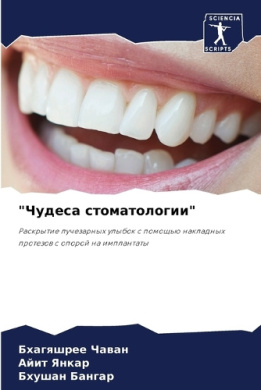 SCIENCIA
SCRIPTS
"Чудеса стоматологии"
Раскрытие лучезарных улыбок с помощью накладных
протезов с опорой на имплантаты
Бхагяшрее Чаван
Айит Янкар
Бхушан Бангар